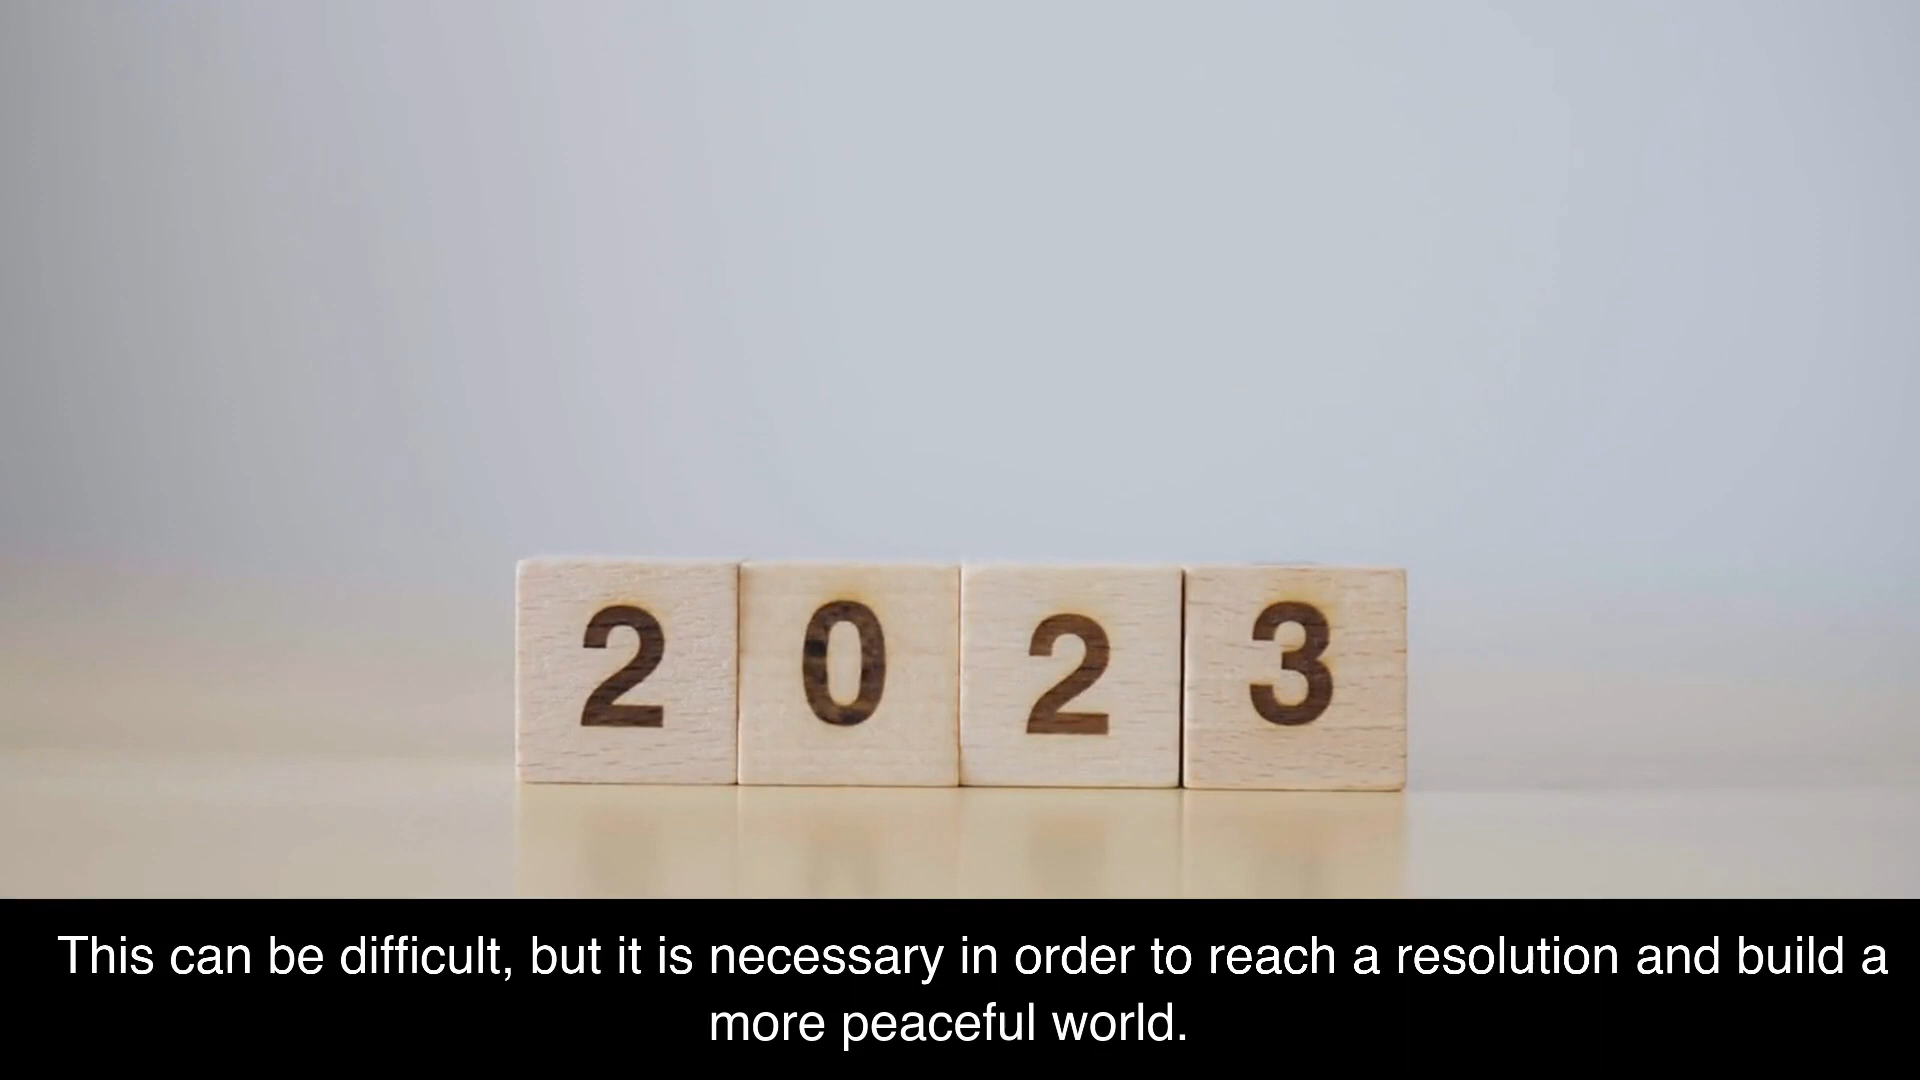 2023
This can be difficult, but it is necessary in order to reach a resolution and build a
more peaceful world.